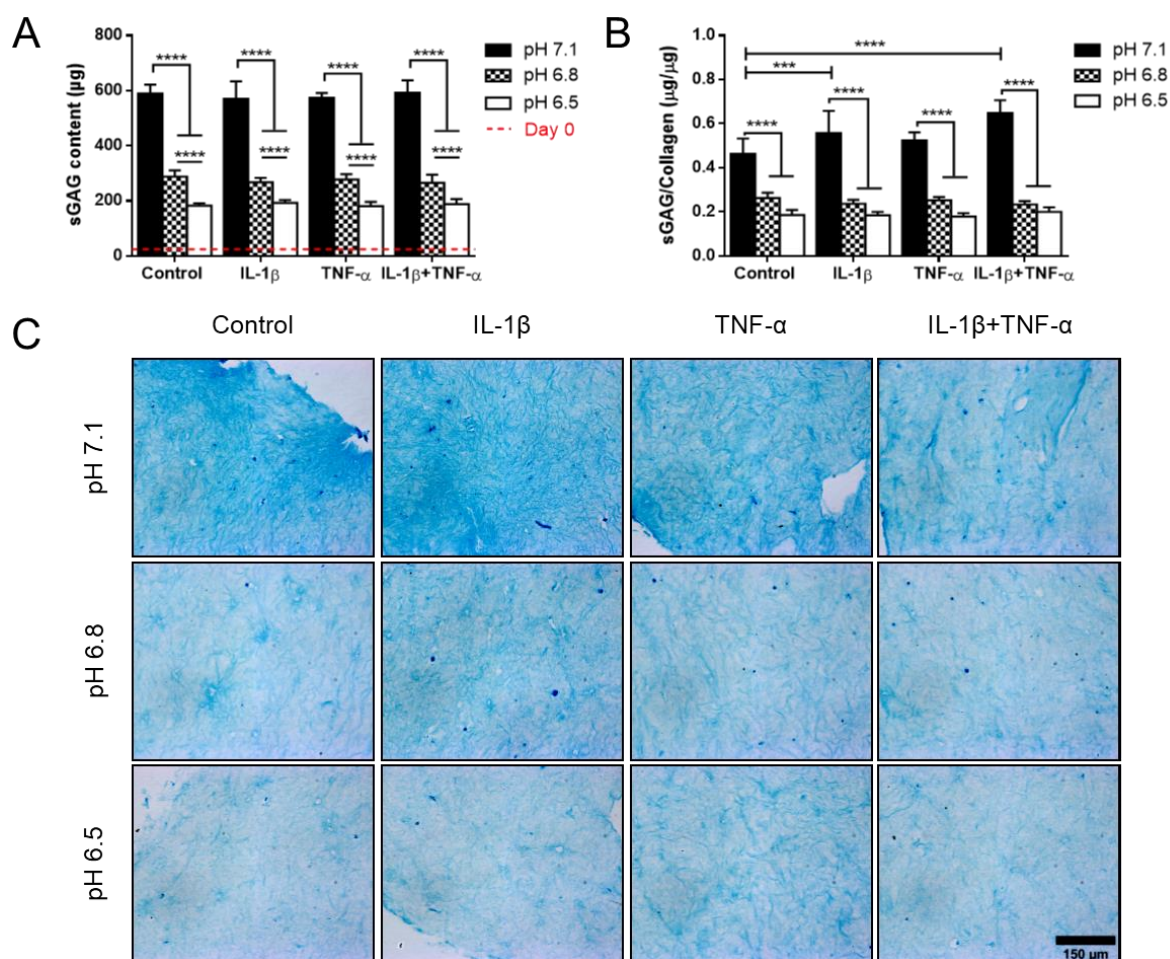 A
sGAG content (µg)
800
600
400
200
0
****
****
****
****
****
****
****
****
Control
IL-1β
TNF-α
IL-1β+TNF-α
pH 7.1
pH 6.8
pH 6.5
Day 0
B
sGAG/Collagen (µg/µg)
1.0
0.8
0.6
0.4
0.2
0.0
****
***
****
****
****
****
Control
IL-1β
TNF-α
IL-1β+TNF-α
pH 7.1
pH 6.8
pH 6.5
C
Control
IL-1β
TNF-α
IL-1β+TNF-α
pH 7.1
pH 6.8
pH 6.5
150 µm